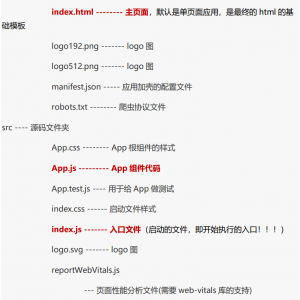 index.html -------- 主页面，默认是单页面应用，是最终的 html 的基
础模板
logo192.png ------- logo 图
logo512.png ------- logo 图
manifest.json ----- 应用加壳的配置文件
robots.txt -------- 爬虫协议文件
src ---- 源码文件夹
App.css -------- App 根组件的样式
App.js --------- App 组件代码
App.test.js ---- 用于给 App 做测试
index.css ------ 启动文件样式
index.js ------- 入口文件（启动的文件，即开始执行的入口！！！）
logo.svg ------- logo 图
reportWebVitals.js
--- 页面性能分析文件(需要 web-vitals 库的支持)